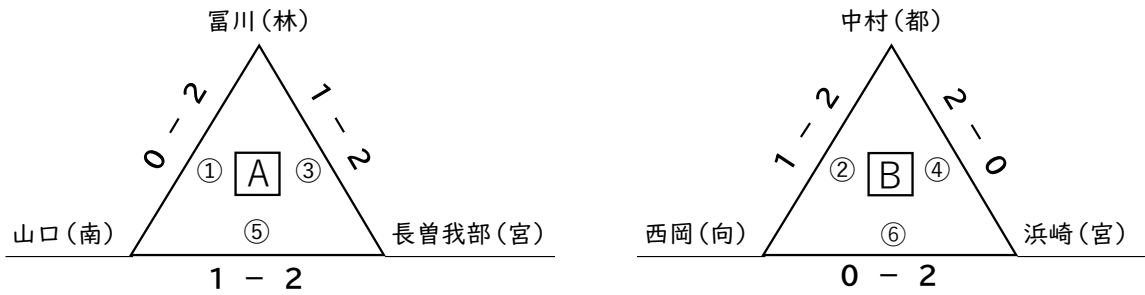 冨川(林)
中村(都)
0 - 2
1 - 2
1 - 2
2 - 0
① A ③
② B ④
山口(南)
⑤
長曽我部(宮)
西岡(向)
⑥
浜崎(宮)
1 - 2
0 - 2